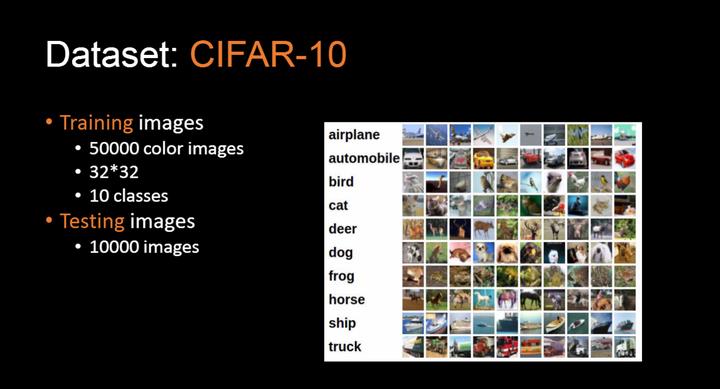 Dataset: CIFAR-10
• Training images
• 50000 color images
• 32*32
• 10 classes
• Testing images
• 10000 images
airplane
automobile
bird
cat
deer
dog
frog
horse
ship
truck